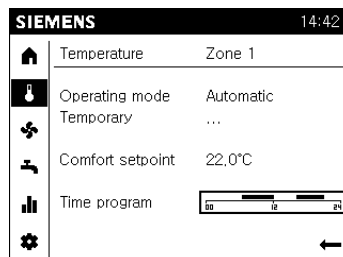 SIEMENS 14:42
Temperature Zone 1
Operating mode Automatic
Temporary ...
Comfort setpoint 22,0°C
Time program 00 12 24